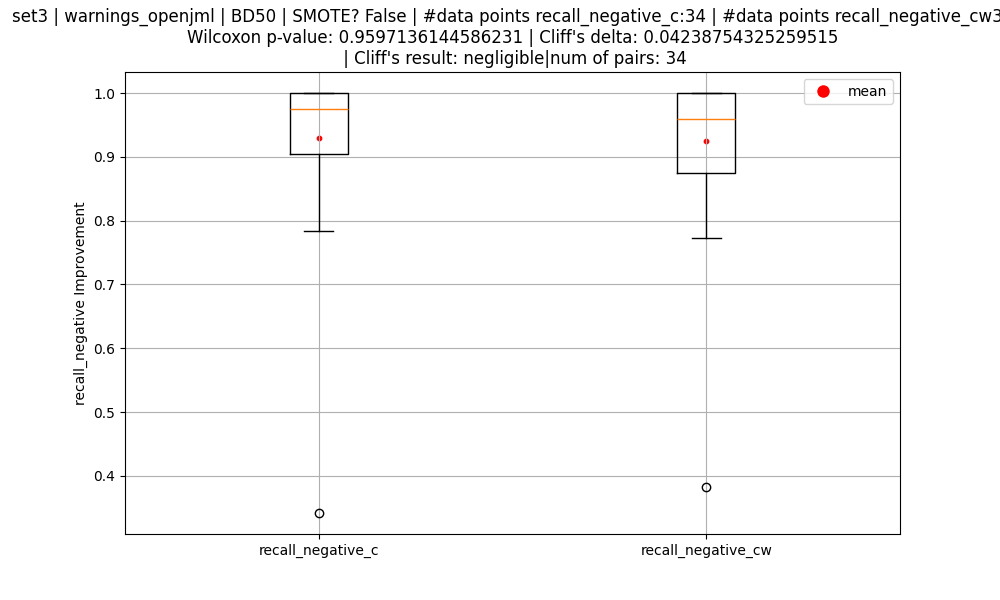 set3 | warnings_openjml | BD50 | SMOTE? False | #data points recall_negative_c:34 | #data points recall_negative_cw3
Wilcoxon p-value: 0.9597136144586231 | Cliff's delta: 0.04238754325259515
| Cliff's result: negligible|num of pairs: 34
mean
recall_negative Improvement
1.0
0.9
0.8
0.7
0.6
0.5
0.4
recall_negative_c
recall_negative_cw